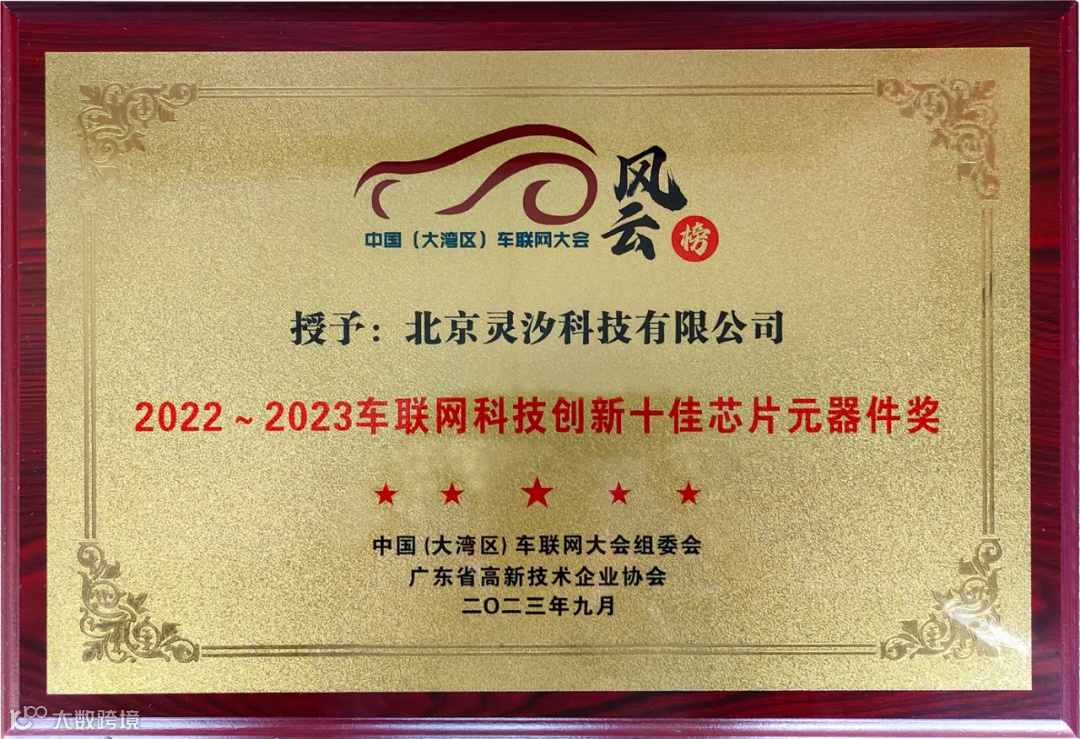 风云榜
中国（大湾区）车联网大会
授予：北京灵汐科技有限公司
2022～2023车联网科技创新十佳芯片元器件奖
中国(大湾区)车联网大会组委会
广东省高新技术企业协会
二〇二三年九月
大数跨境